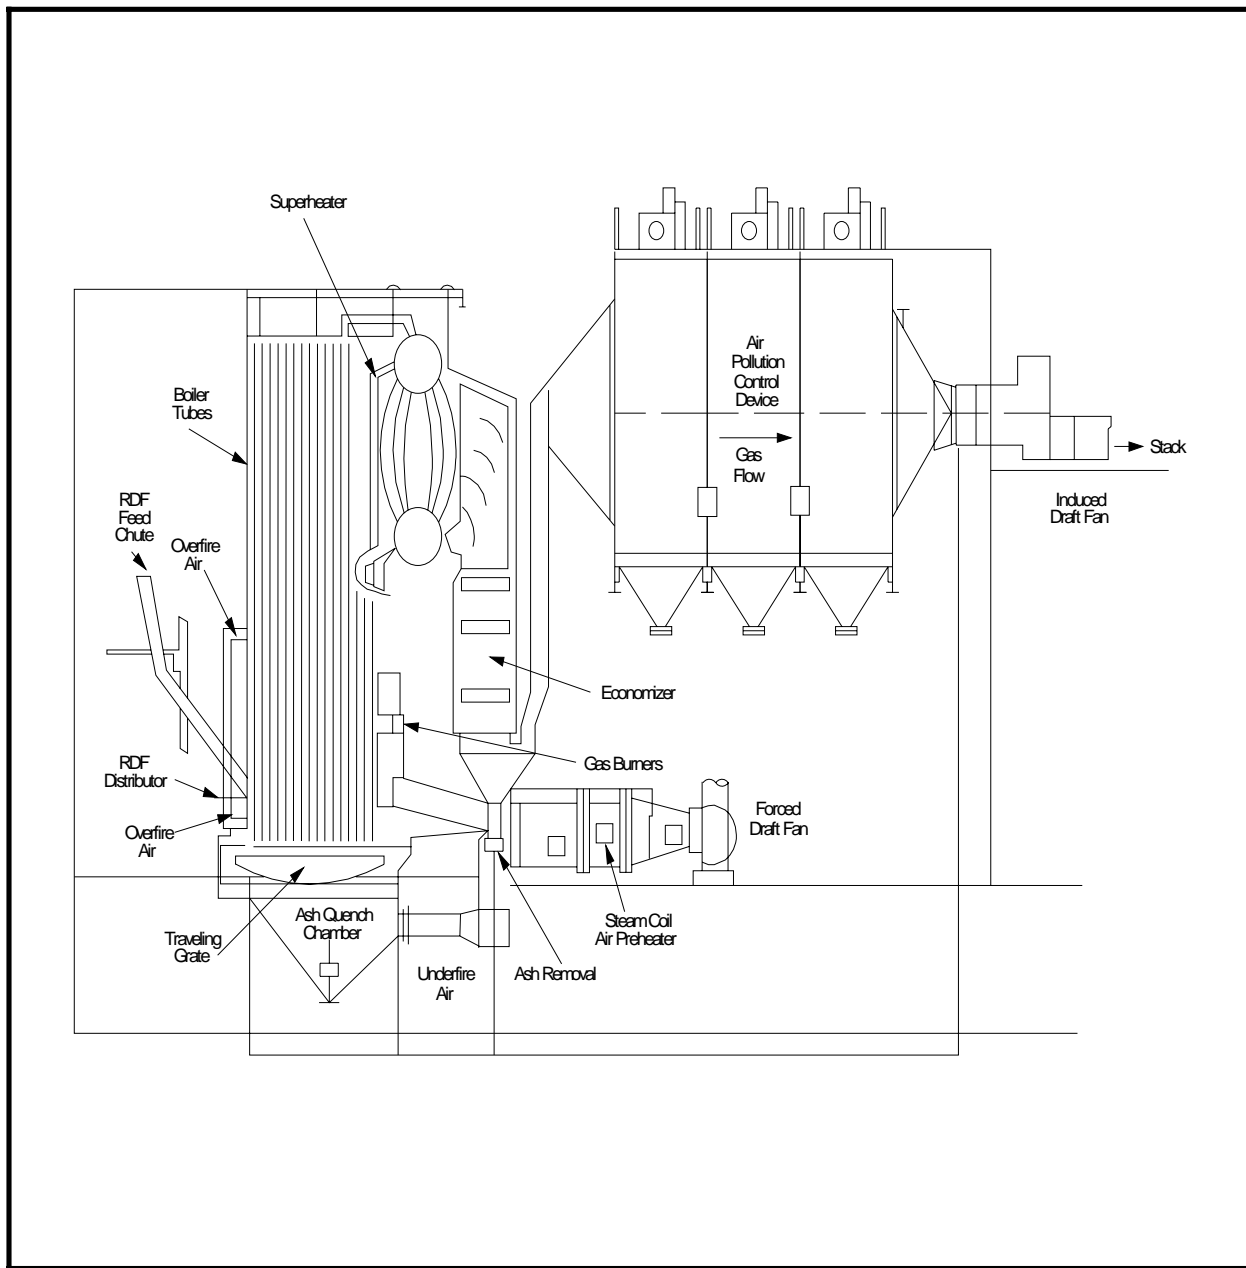 Superheater
Air
Pollution
Control
Device
Boiler
Tubes
Gas
Flow
Stack
RDF
Feed
Chute
Induced
Draft Fan
Overfire
Air
Economizer
RDF
Distributor
Gas Burners
Forced
Draft Fan
Overfire
Air
Ash Quench
Chamber
Steam Coil
Air Preheater
Traveling
Grate
Underfire
Air
Ash Removal